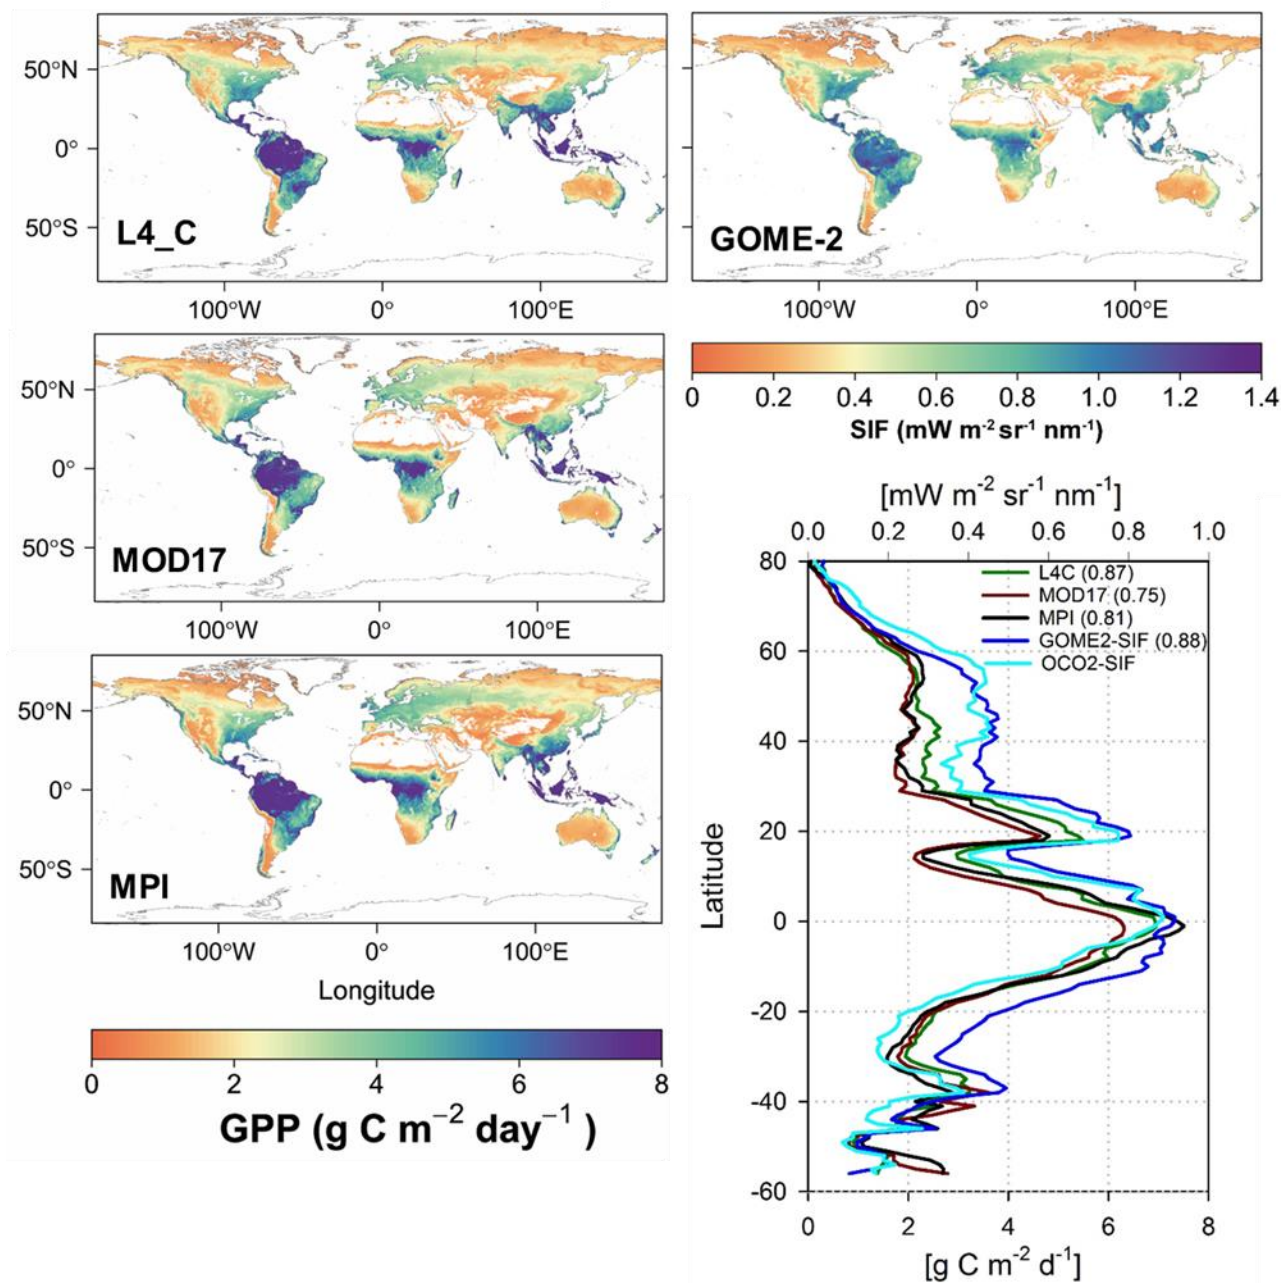 50°N
0°
50°S
L4_C
100°W 0° 100°E
GOME-2
100°W 0° 100°E
0 0.2 0.4 0.6 0.8 1.0 1.2 1.4
SIF (mW m⁻² sr⁻¹ nm⁻¹)
50°N
0°
50°S
MOD17
100°W 0° 100°E
50°N
0°
50°S
MPI
100°W 0° 100°E
Longitude
0 2 4 6 8
GPP (g C m⁻² day⁻¹ )
[mW m⁻² sr⁻¹ nm⁻¹]
0.0 0.2 0.4 0.6 0.8 1.0
L4C (0.87)
MOD17 (0.75)
MPI (0.81)
GOME2-SIF (0.88)
OCO2-SIF
Latitude
80
60
40
20
0
-20
-40
-60
0 2 4 6 8
[g C m⁻² d⁻¹]